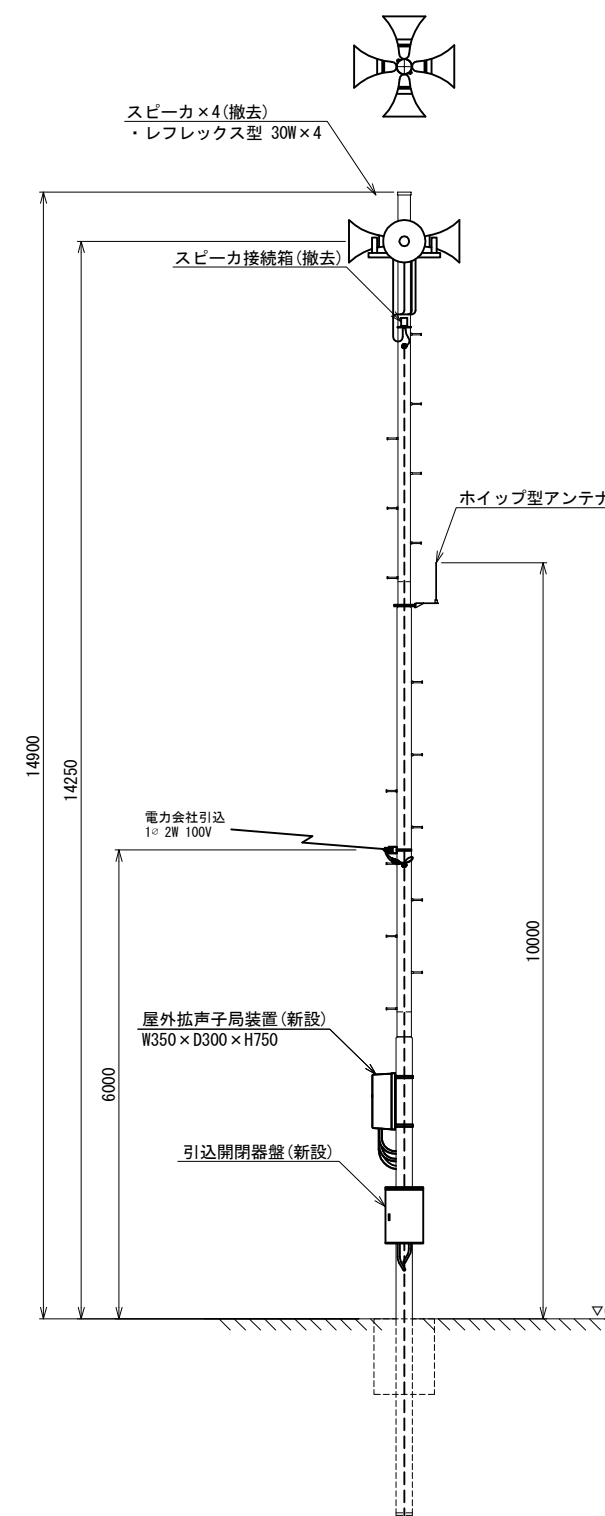 スピーカ×4(撤去)
・レフレックス型 30W×4
スピーカ接続箱(撤去)
ホイップ型アンテナ
14900
14250
電力会社引込
1∅ 2W 100V
10000
屋外拡声子局装置(新設)
W350×D300×H750
6000
引込開閉器盤(新設)
▽